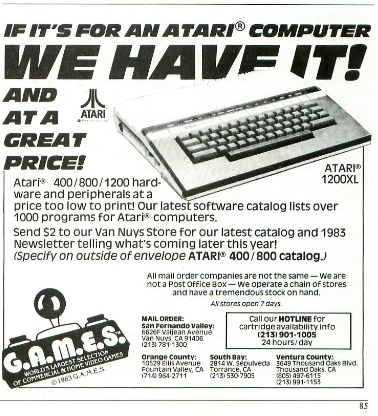 IF IT'S FOR AN ATARI® COMPUTER
WE HAVE IT!
AND
AT A
GREAT
PRICE!
ATARI
ATARI®
1200XL
Atari® 400/800/1200 hard-
ware and peripherals at a
price too low to print! Our latest software catalog lists over
1000 programs for Atari® computers.
Send $2 to our Van Nuys Store for our latest catalog and 1983
Newsletter telling what's coming later this year!
(Specify on outside of envelope ATARI® 400/800 catalog.)
All mail order companies are not the same — We are
not a Post Office Box — We operate a chain of stores
and have a tremendous stock on hand.
All stores open 7 days.
G.A.M.E.S.
WORLD'S LARGEST SELECTION
OF COMMERCIAL & HOME VIDEO GAMES
©1983 G.A.M.E.S.
MAIL ORDER:
San Fernando Valley:
6626F Valjean Avenue
Van Nuys, CA 91406
(213) 781-1300
Call our HOTLINE for
cartridge availability info
(213) 901-1005
24 hours/day
Orange County:
10529 Ellis Avenue
Fountain Valley, CA
(714) 964-2711
South Bay:
2814 W. Sepulveda
Torrance, CA
(213) 530-7905
Ventura County:
3649 Thousand Oaks Blvd.
Thousand Oaks, CA
(805) 497-6115
(213) 991-1153
85